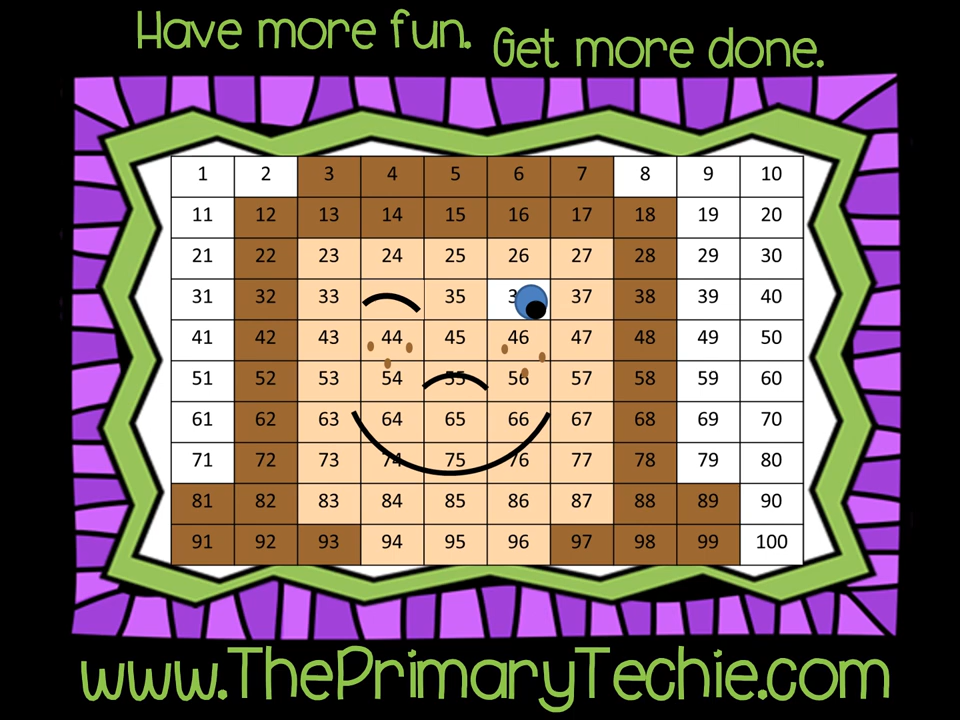 Have more fun. Get more done.
1 2 3 4 5 6 7 8 9 10
11 12 13 14 15 16 17 18 19 20
21 22 23 24 25 26 27 28 29 30
31 32 33 35 37 38 39 40
41 42 43 44 45 46 47 48 49 50
51 52 53 54 55 56 57 58 59 60
61 62 63 64 65 66 67 68 69 70
71 72 73 74 75 76 77 78 79 80
81 82 83 84 85 86 87 88 89 90
91 92 93 94 95 96 97 98 99 100
www.ThePrimaryTechie.com